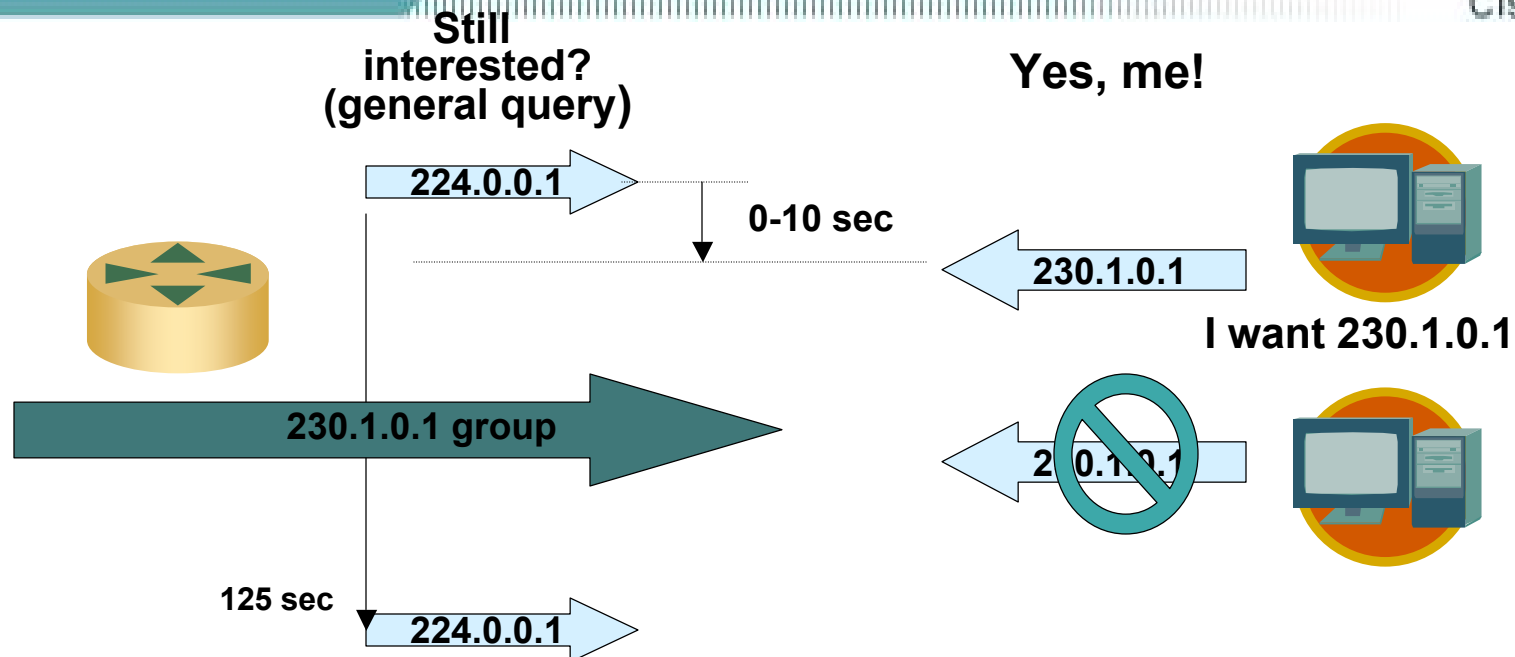 Still
interested?
(general query)
Yes, me!
224.0.0.1
0-10 sec
230.1.0.1
I want 230.1.0.1
230.1.0.1 group
125 sec
224.0.0.1